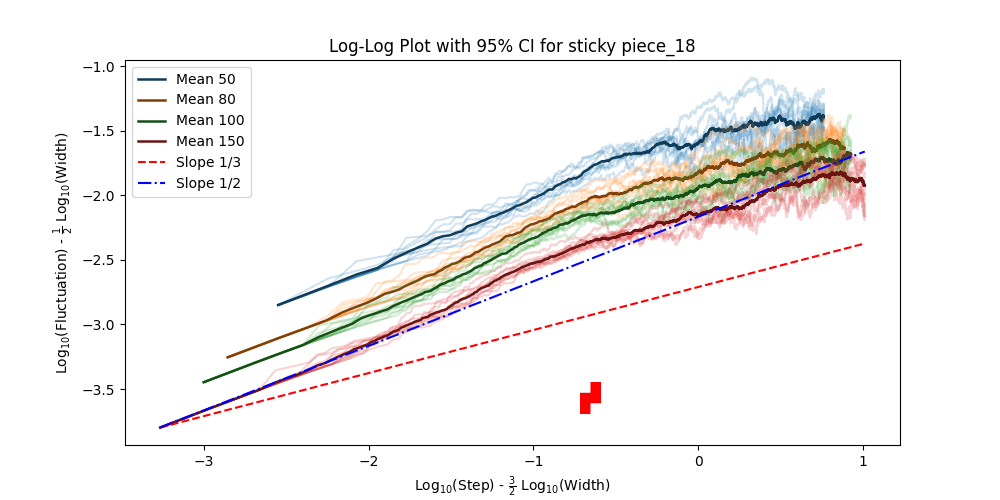 Log-Log Plot with 95% CI for sticky piece_18
Mean 50
Mean 80
Mean 100
Mean 150
Slope 1/3
Slope 1/2
Log₁₀(Fluctuation) - ½ Log₁₀(Width)
−1.0
−1.5
−2.0
−2.5
−3.0
−3.5
−3
−2
−1
0
1
Log₁₀(Step) - 3/2 Log₁₀(Width)